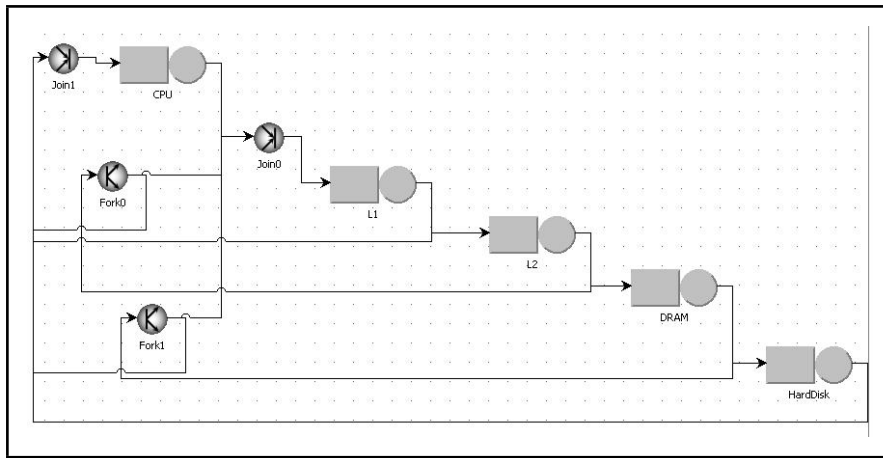 Join1
CPU
Join0
Fork0
L1
L2
DRAM
Fork1
HardDisk